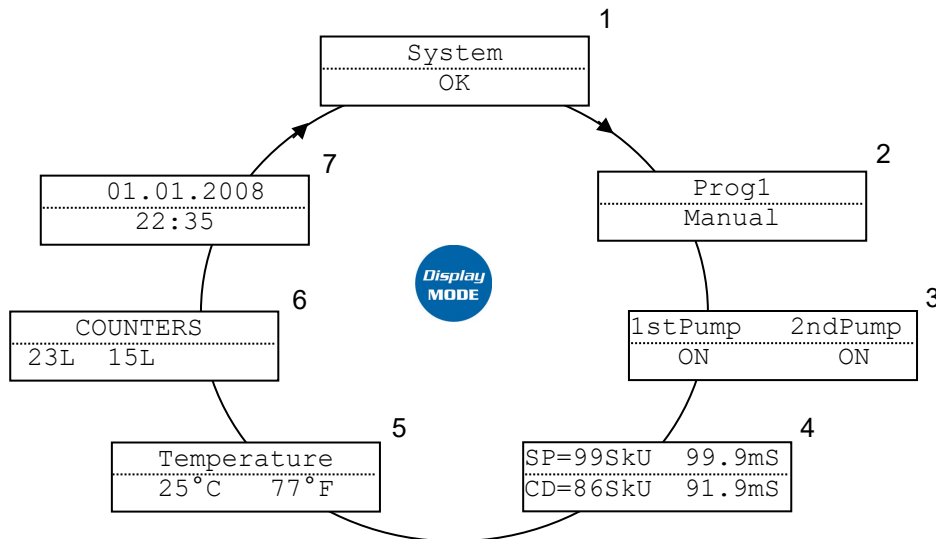 1
System
OK
2
Prog1
Manual
3
1stPump 2ndPump
ON ON
4
SP=99SkU 99.9mS
CD=86SkU 91.9mS
5
Temperature
25°C 77°F
6
COUNTERS
23L 15L
7
01.01.2008
22:35
Display
MODE